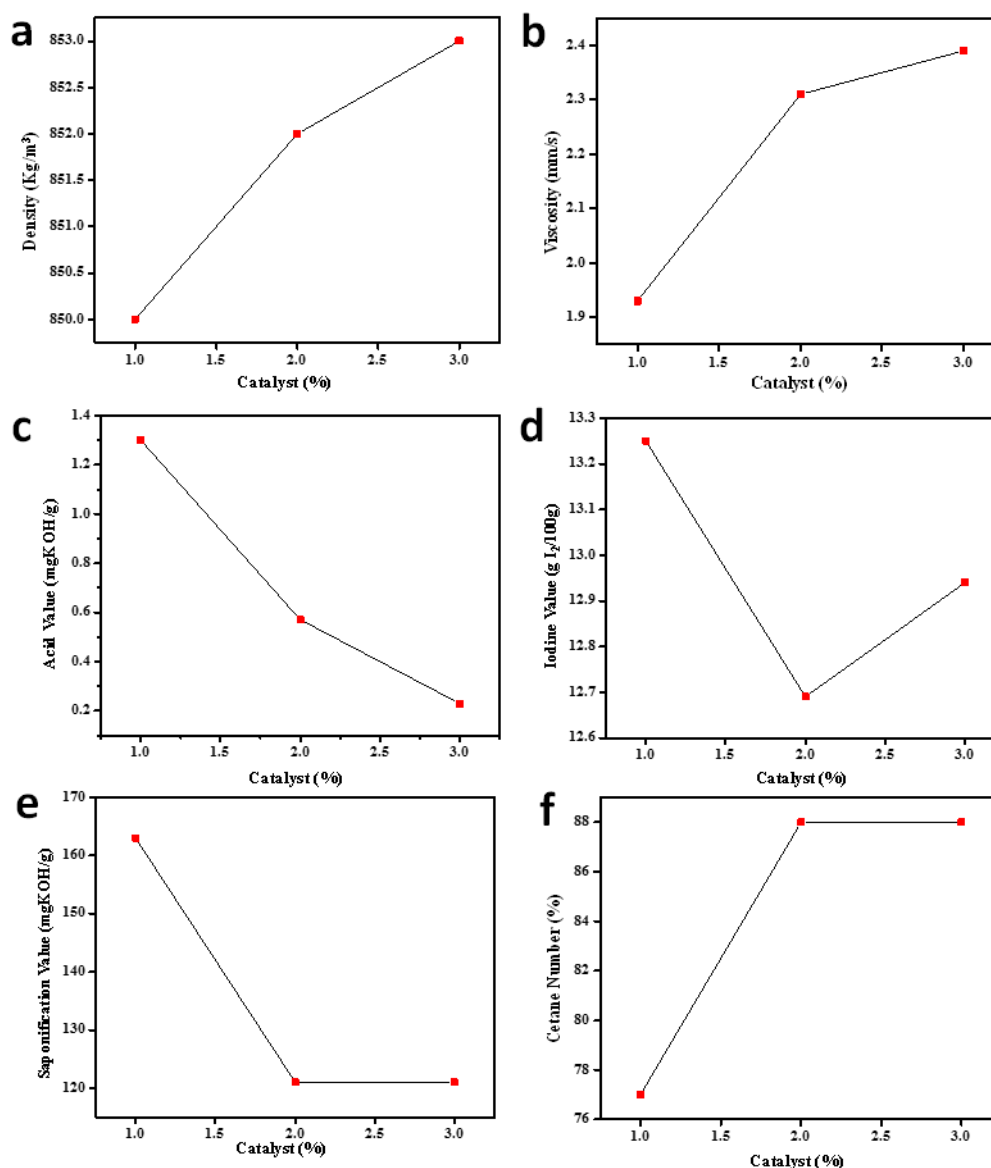 a
853.0
852.5
852.0
851.5
851.0
850.5
850.0
Density (Kg/m³)
1.0 1.5 2.0 2.5 3.0
Catalyst (%)
b
2.4
2.3
2.2
2.1
2.0
1.9
Viscosity (mm/s)
1.0 1.5 2.0 2.5 3.0
Catalyst (%)
c
1.4
1.2
1.0
0.8
0.6
0.4
0.2
Acid Value (mgKOH/g)
1.0 1.5 2.0 2.5 3.0
Catalyst (%)
d
13.3
13.2
13.1
13.0
12.9
12.8
12.7
12.6
Iodine Value (g I₂/100g)
1.0 1.5 2.0 2.5 3.0
Catalyst (%)
e
170
160
150
140
130
120
Saponification Value (mgKOH/g)
1.0 1.5 2.0 2.5 3.0
Catalyst (%)
f
88
86
84
82
80
78
76
Cetane Number (%)
1.0 1.5 2.0 2.5 3.0
Catalyst (%)